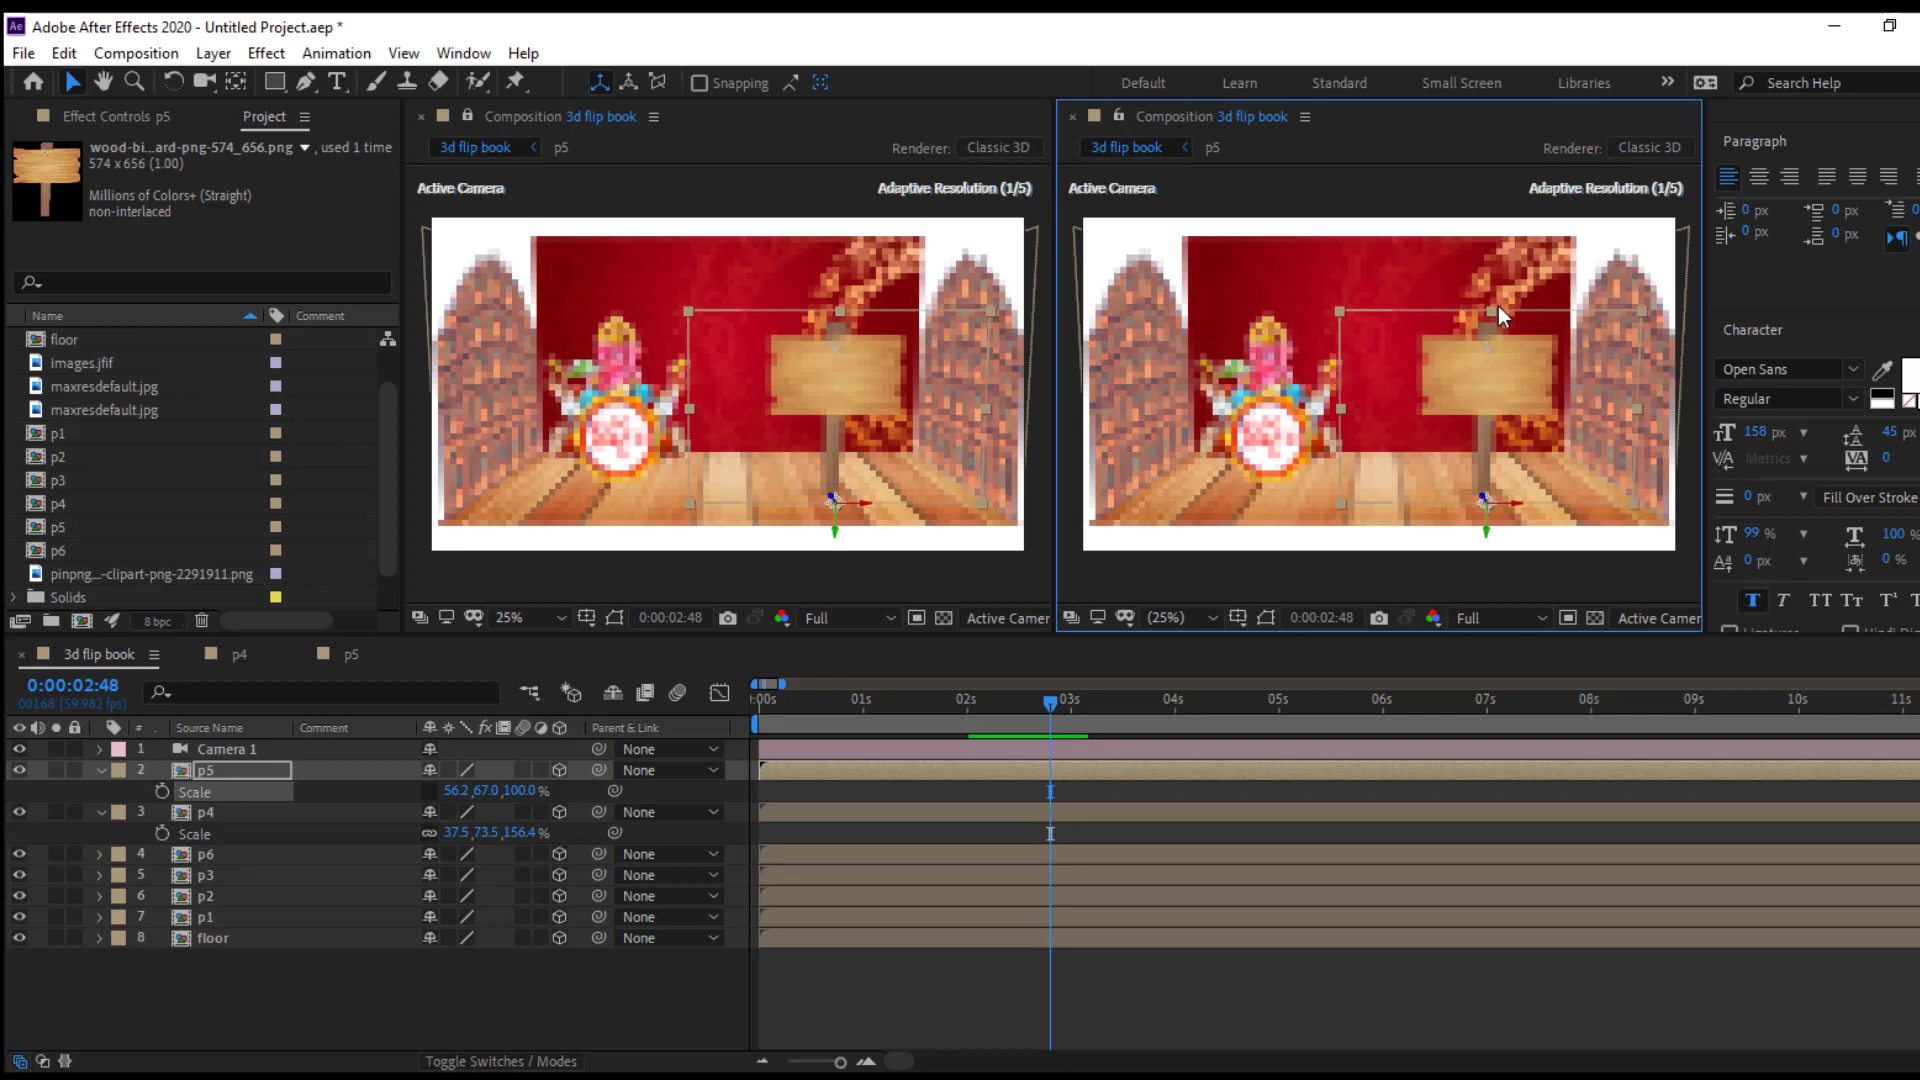 Ae Adobe After Effects 2020 - Untitled Project.aep *
File Edit Composition Layer Effect Animation View Window Help
Snapping
Default Learn Standard Small Screen Libraries Search Help
Effect Controls p5 Project
wood-bi...ard-png-574_656.png , used 1 time
574 x 656 (1.00)
Millions of Colors+ (Straight)
non-interlaced
Name Comment
floor
images.jfif
maxresdefault.jpg
maxresdefault.jpg
p1
p2
p3
p4
p5
p6
pinpng_-clipart-png-2291911.png
Solids
8 bpc
Composition 3d flip book
3d flip book p5
Renderer: Classic 3D
Active Camera
Adaptive Resolution (1/5)
25% 0:00:02:48 Full Active Camer
Composition 3d flip book
3d flip book p5
Renderer: Classic 3D
Active Camera
Adaptive Resolution (1/5)
(25%) 0:00:02:48 Full Active Camer
Paragraph
0 px 0 px 0
0 px 0 px
Character
Open Sans
Regular
158 px 45 px
Metrics 0
0 px Fill Over Stroke
99 % 100 %
0 px 0 %
T T TT Tt T¹ T
3d flip book p4 p5
0:00:02:48
00168 (59.982 fps)
:00s 01s 02s 03s 04s 05s 06s 07s 08s 09s 10s 11s
# . Source Name Comment Parent & Link
1 Camera 1 None
2 p5 None
Scale 56.2,67.0,100.0 %
3 p4 None
Scale 37.5,73.5,156.4 %
4 p6 None
5 p3 None
6 p2 None
7 p1 None
8 floor None
Toggle Switches / Modes